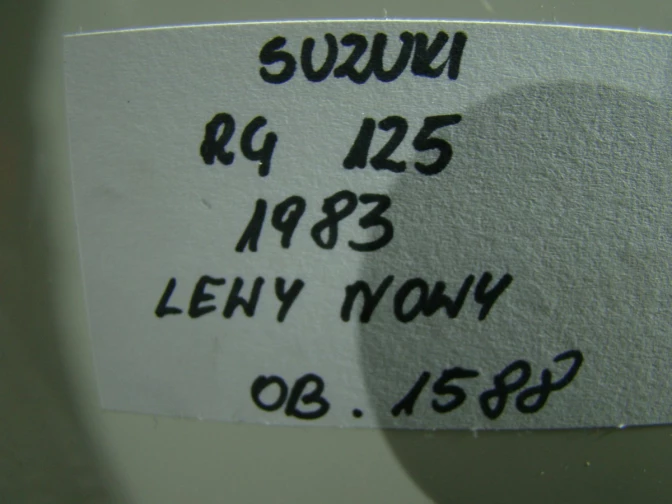 SUZUKI
RG 125
1983
LEWY NOWY
OB. 1588